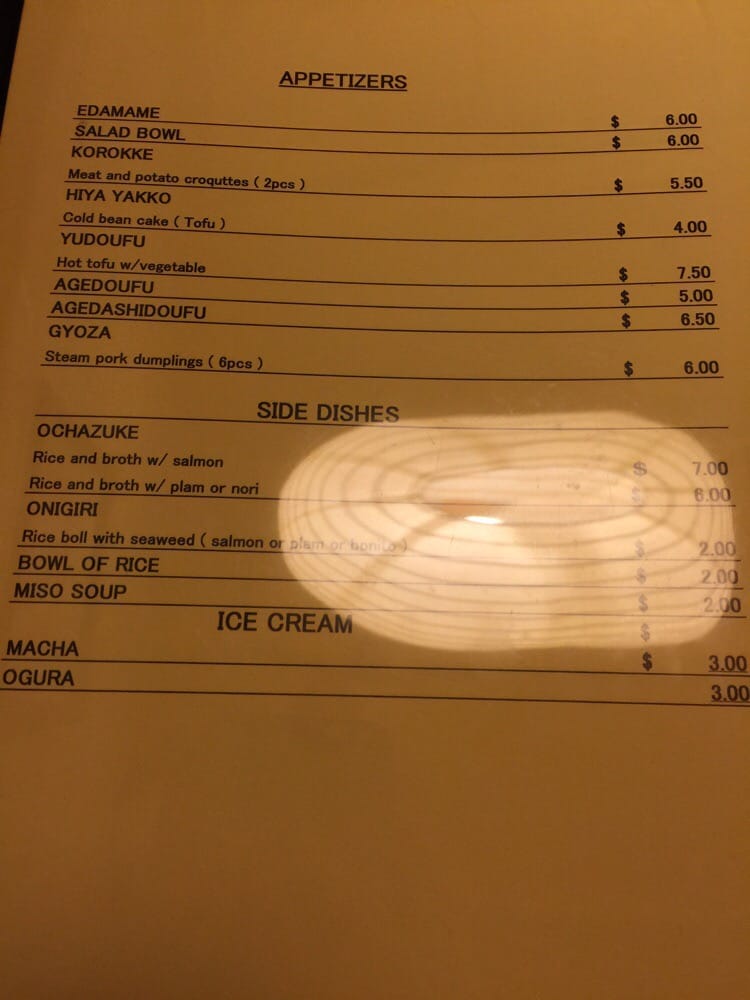 APPETIZERS
EDAMAME $ 6.00
SALAD BOWL $ 6.00
KOROKKE
Meat and potato croquttes ( 2pcs ) $ 5.50
HIYA YAKKO
Cold bean cake ( Tofu ) $ 4.00
YUDOUFU
Hot tofu w/vegetable $ 7.50
AGEDOUFU $ 5.00
AGEDASHIDOUFU $ 6.50
GYOZA
Steam pork dumplings ( 6pcs ) $ 6.00
SIDE DISHES
OCHAZUKE
Rice and broth w/ salmon $ 7.00
Rice and broth w/ plam or nori $ 6.00
ONIGIRI
Rice boll with seaweed ( salmon or plam or bonito ) $ 2.00
BOWL OF RICE $ 2.00
MISO SOUP $ 2.00
ICE CREAM $
MACHA $ 3.00
OGURA 3.00